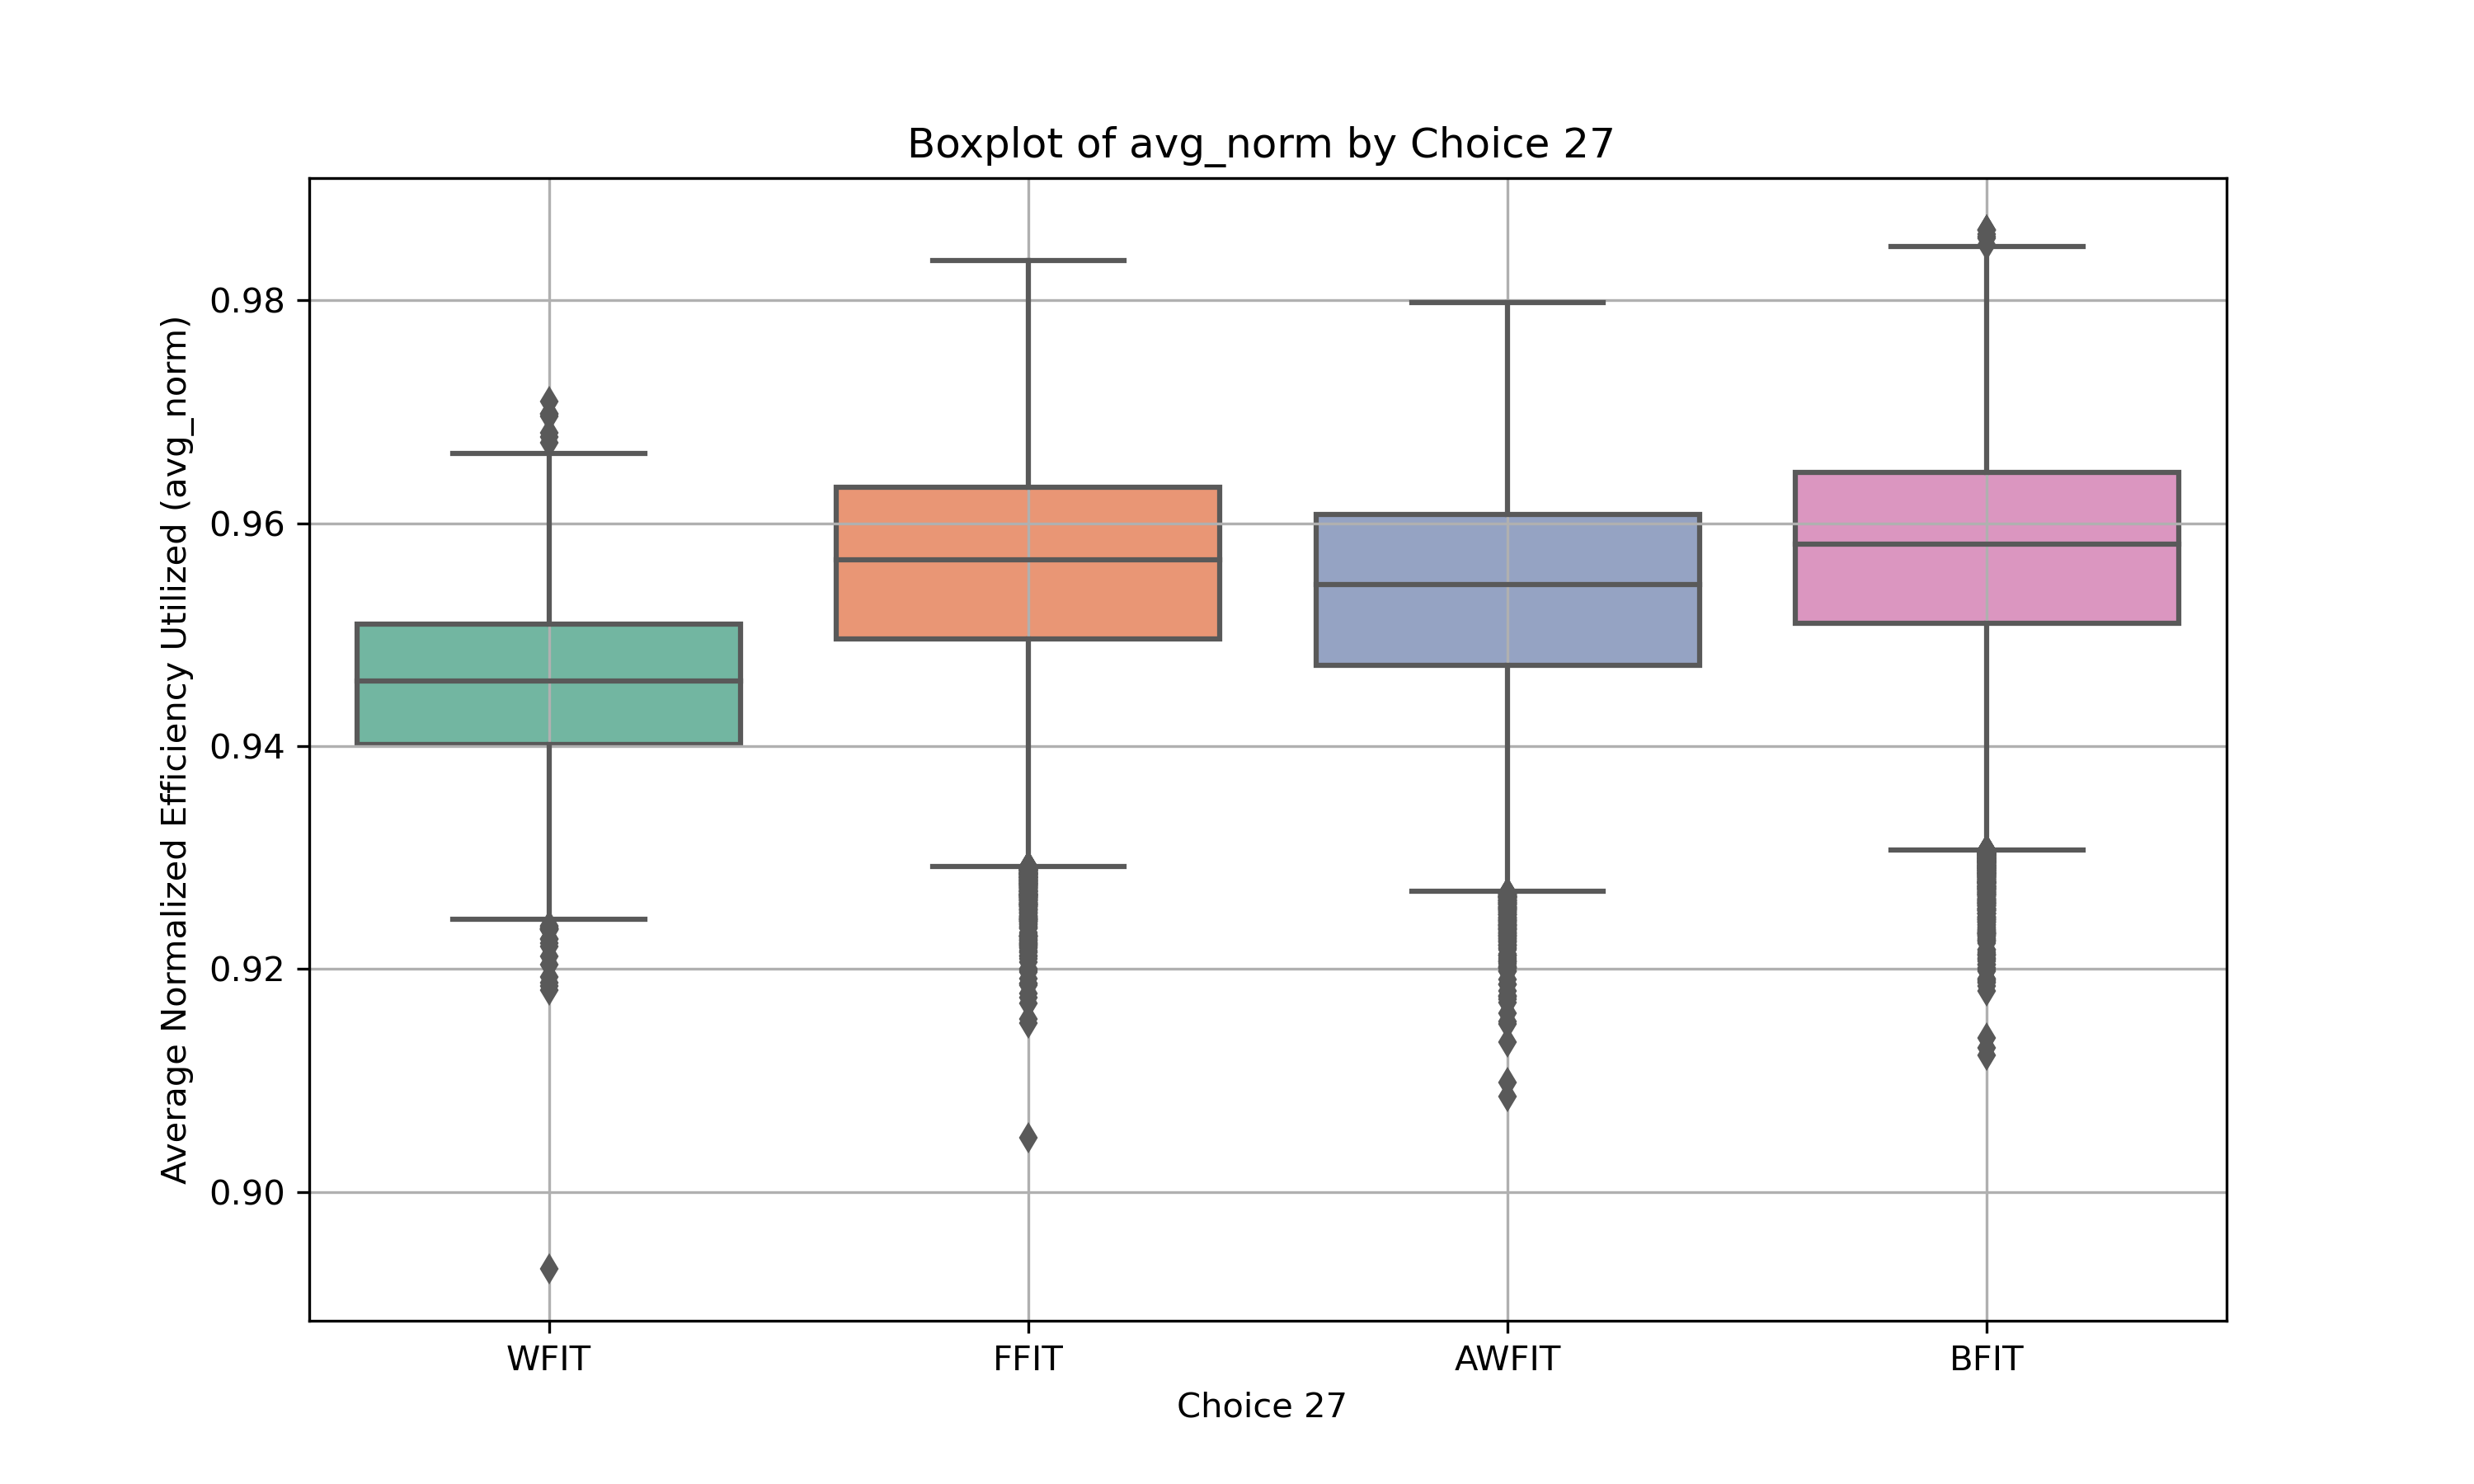 Boxplot of avg_norm by Choice 27
Average Normalized Efficiency Utilized (avg_norm)
0.98
0.96
0.94
0.92
0.90
WFIT
FFIT
AWFIT
BFIT
Choice 27